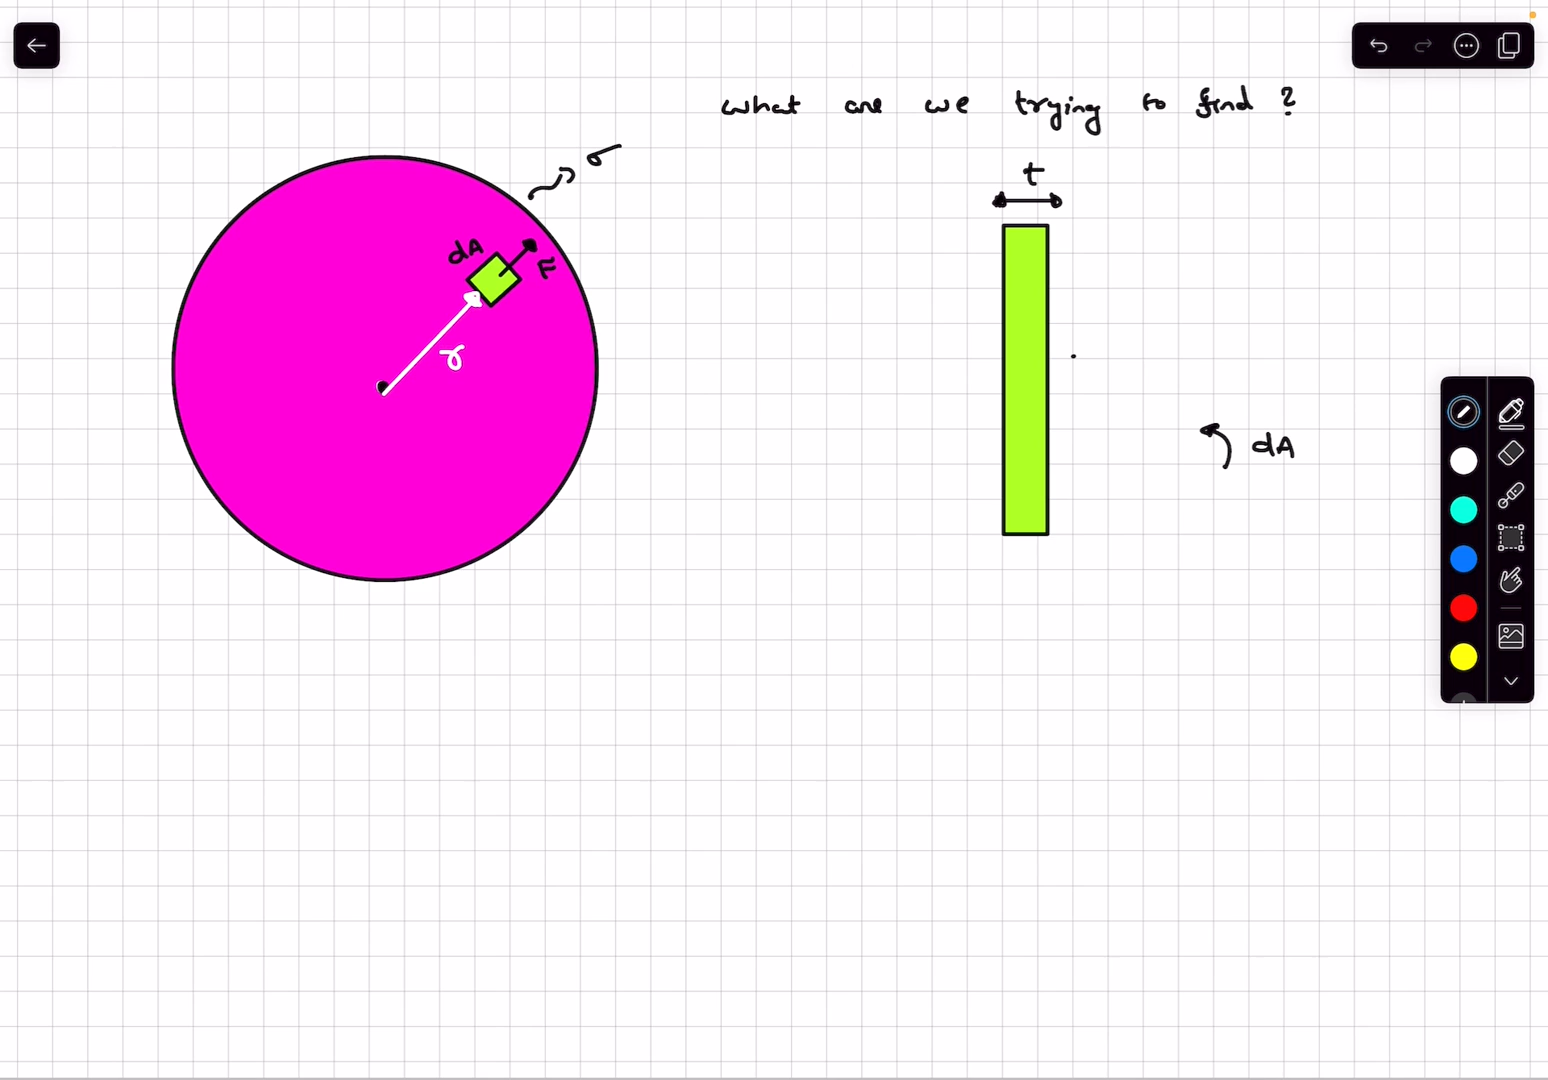 what are we trying to find ?
σ
t
dA
F
r
dA